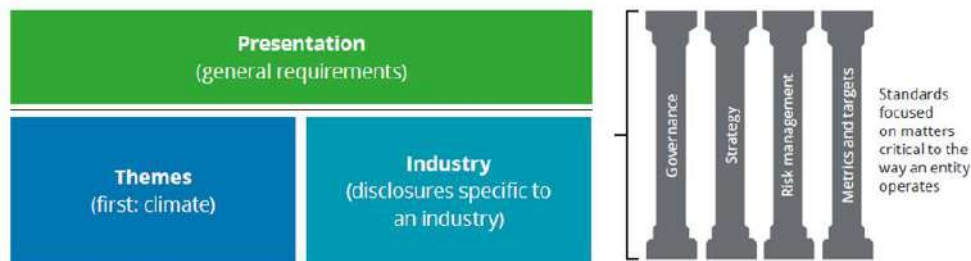 Presentation
(general requirements)
Themes
(first: climate)
Industry
(disclosures specific to
an industry)
Governance
Strategy
Risk management
Metrics and targets
Standards
focused
on matters
critical to the
way an entity
operates